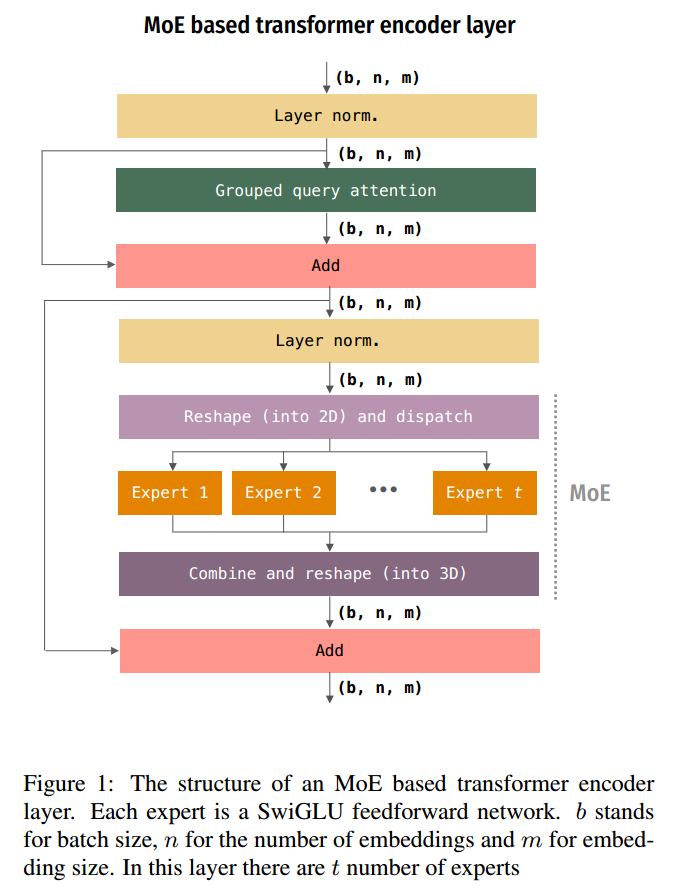 MoE based transformer encoder layer
(b, n, m)
Layer norm.
(b, n, m)
Grouped query attention
(b, n, m)
Add
(b, n, m)
Layer norm.
(b, n, m)
Reshape (into 2D) and dispatch
Expert 1 Expert 2 ••• Expert t
MoE
Combine and reshape (into 3D)
(b, n, m)
Add
(b, n, m)
Figure 1: The structure of an MoE based transformer encoder
layer. Each expert is a SwiGLU feedforward network. b stands
for batch size, n for the number of embeddings and m for embed-
ding size. In this layer there are t number of experts